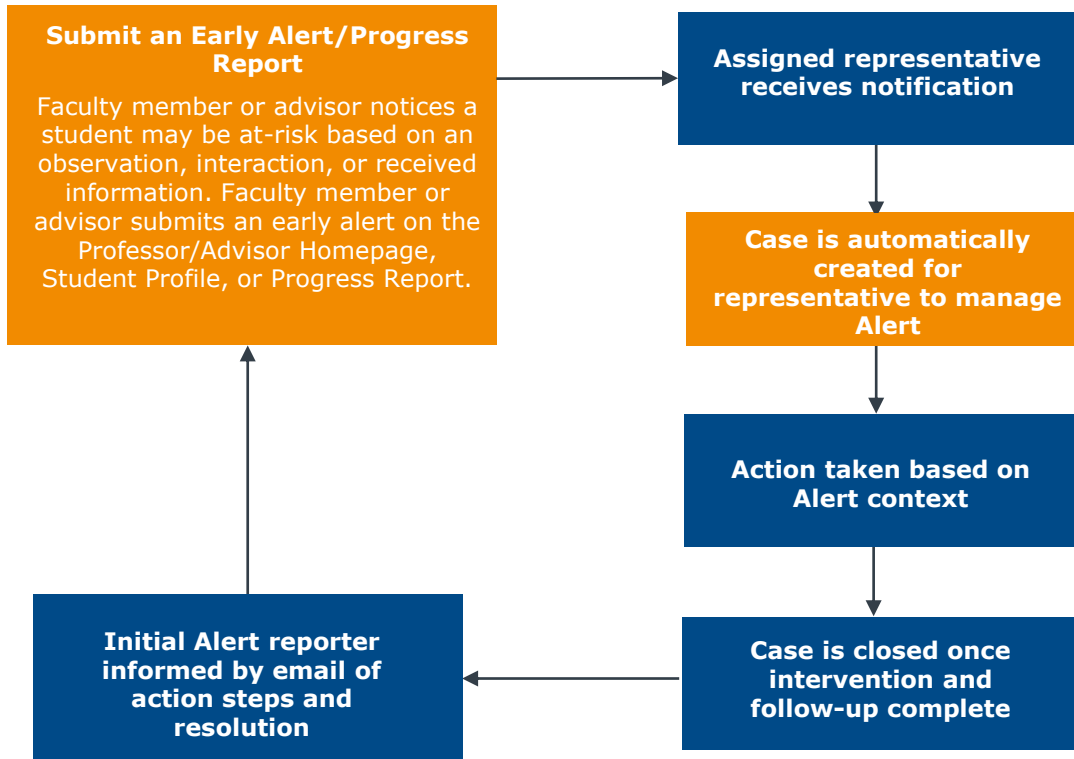 Submit an Early Alert/Progress
Report
Faculty member or advisor notices a
student may be at-risk based on an
observation, interaction, or received
information. Faculty member or
advisor submits an early alert on the
Professor/Advisor Homepage,
Student Profile, or Progress Report.
Assigned representative
receives notification
Case is automatically
created for
representative to manage
Alert
Action taken based on
Alert context
Case is closed once
intervention and
follow-up complete
Initial Alert reporter
informed by email of
action steps and
resolution